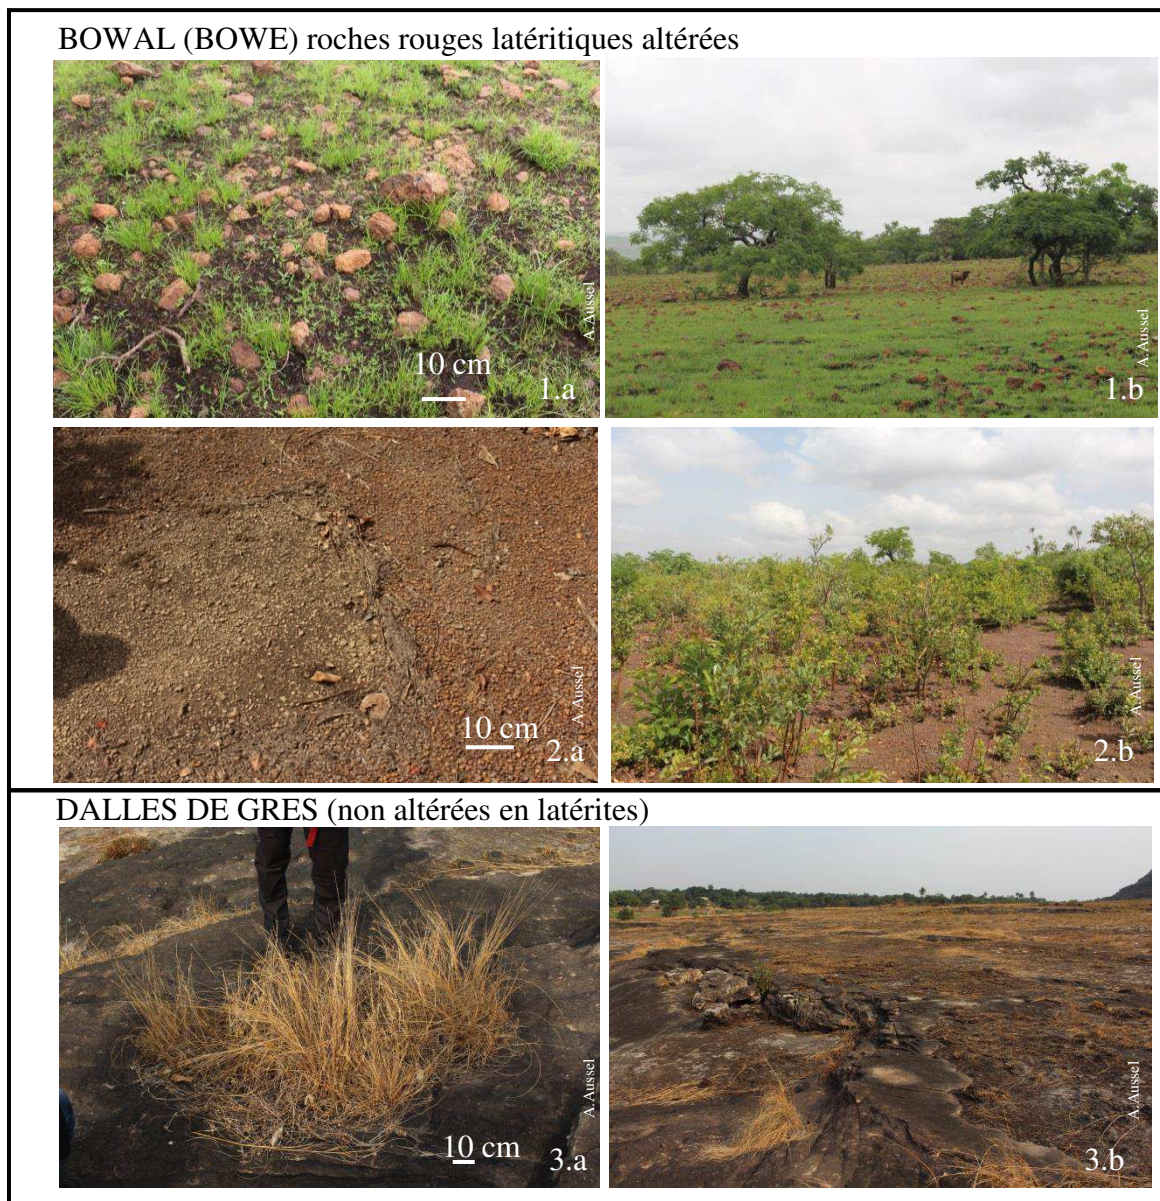 BOWAL (BOWE) roches rouges latéritiques altérées
A.Aussel
10 cm
1.a
A.Aussel
1.b
A.Aussel
10 cm
2.a
A.Aussel
2.b
DALLES DE GRES (non altérées en latérites)
A.Aussel
10 cm
3.a
A.Aussel
3.b